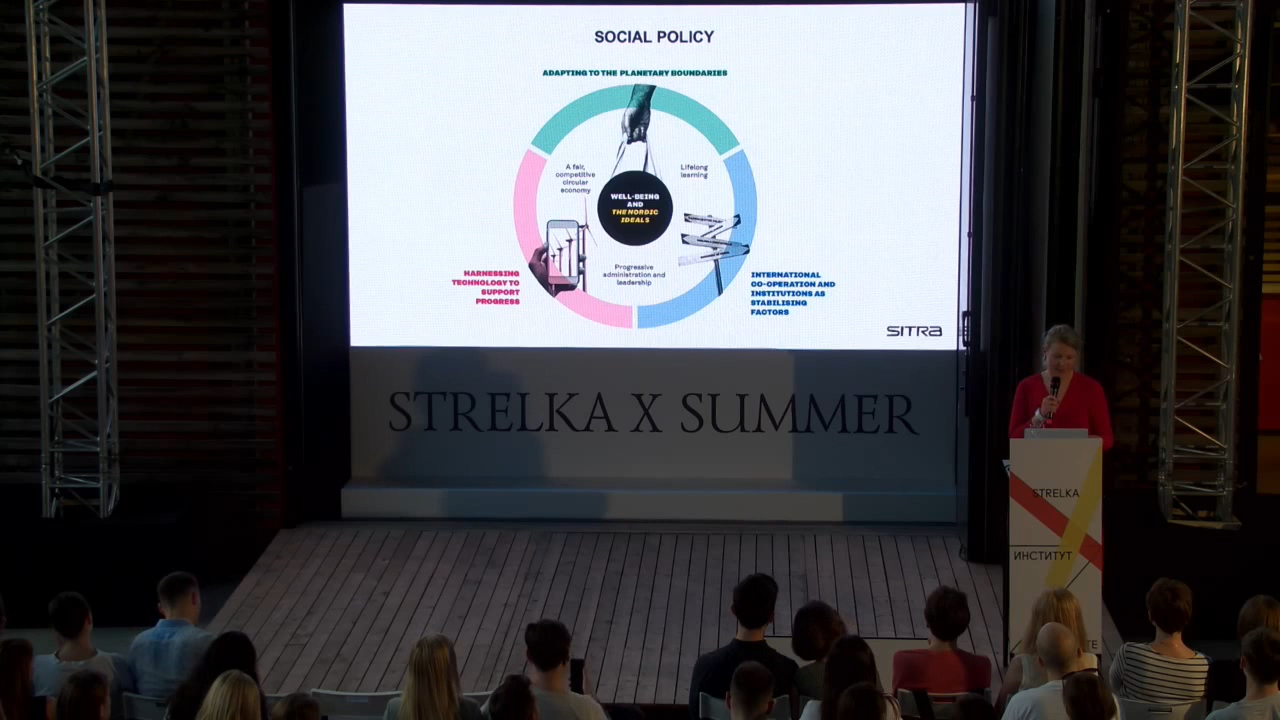 SOCIAL POLICY
ADAPTING TO THE PLANETARY BOUNDARIES
A fair,
competitive
circular
economy
Lifelong
learning
WELL-BEING
AND
THE NORDIC
IDEALS
Progressive
administration and
leadership
HARNESSING
TECHNOLOGY TO
SUPPORT
PROGRESS
INTERNATIONAL
CO-OPERATION AND
INSTITUTIONS AS
STABILISING
FACTORS
SITRA
STRELKA X SUMMER
STRELKA
ИНСТИТУТ